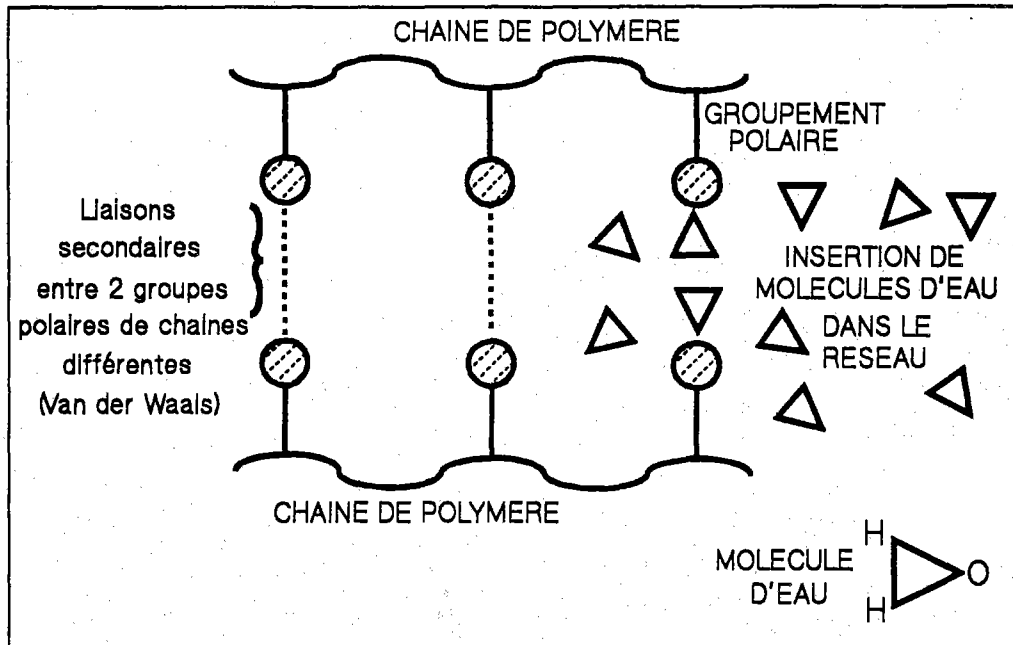 CHAINE DE POLYMERE
GROUPEMENT
POLAIRE
Liaisons
secondaires
entre 2 groupes
polaires de chaines
différentes
(Van der Waals)
INSERTION DE
MOLECULES D'EAU
DANS LE
RESEAU
CHAINE DE POLYMERE
MOLECULE
D'EAU
H
O
H